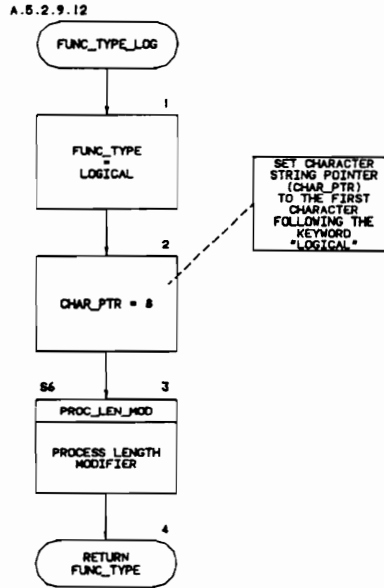 A.5.2.9.12
FUNC_TYPE_LOG
1
FUNC_TYPE
=
LOGICAL
SET CHARACTER
STRING POINTER
(CHAR_PTR)
TO THE FIRST
CHARACTER
FOLLOWING THE
KEYWORD
"LOGICAL"
2
CHAR_PTR = 8
S6
3
PROC_LEN_MOD
PROCESS LENGTH
MODIFIER
4
RETURN
FUNC_TYPE